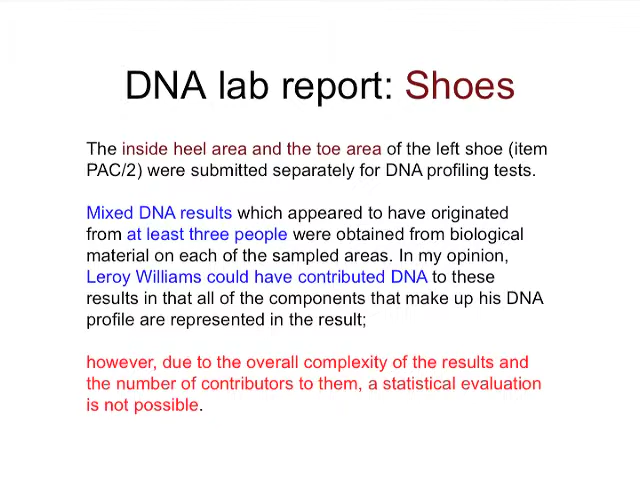 DNA lab report: Shoes
The inside heel area and the toe area of the left shoe (item
PAC/2) were submitted separately for DNA profiling tests.
Mixed DNA results which appeared to have originated
from at least three people were obtained from biological
material on each of the sampled areas. In my opinion,
Leroy Williams could have contributed DNA to these
results in that all of the components that make up his DNA
profile are represented in the result;
however, due to the overall complexity of the results and
the number of contributors to them, a statistical evaluation
is not possible.